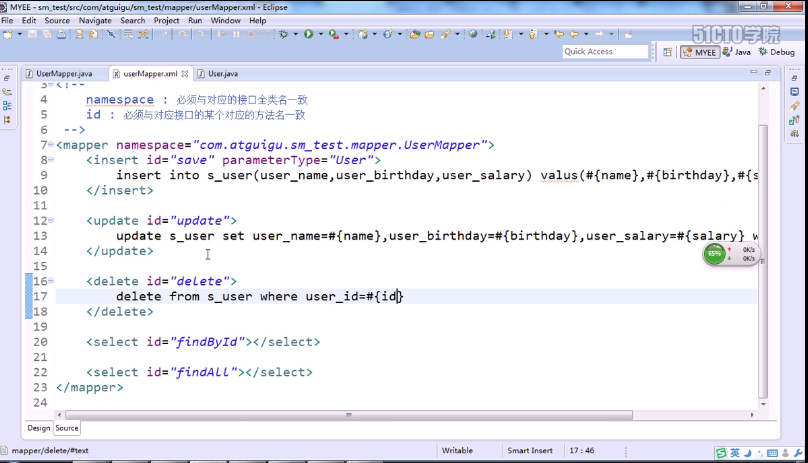 MYEE - sm_test/src/com/atguigu/sm_test/mapper/userMapper.xml - Eclipse
File Edit Source Navigate Search Project Run Window Help
51CTO学院
Quick Access
MYEE Java Debug
UserMapper.java userMapper.xml User.java
3 <!--
4 namespace : 必须与对应的接口全类名一致
5 id : 必须与对应接口的某个对应的方法名一致
6 -->
7 <mapper namespace="com.atguigu.sm_test.mapper.UserMapper">
8 <insert id="save" parameterType="User">
9 insert into s_user(user_name,user_birthday,user_salary) valus(#{name},#{birthday},#{s
10 </insert>
11
12 <update id="update">
13 update s_user set user_name=#{name},user_birthday=#{birthday},user_salary=#{salary} w
14 </update>
15
16 <delete id="delete">
17 delete from s_user where user_id=#{id}
18 </delete>
19
20 <select id="findById"></select>
21
22 <select id="findAll"></select>
23 </mapper>
24
65% 0K/s
0K/s
Design Source
mapper/delete/#text Writable Smart Insert 17 : 46
英